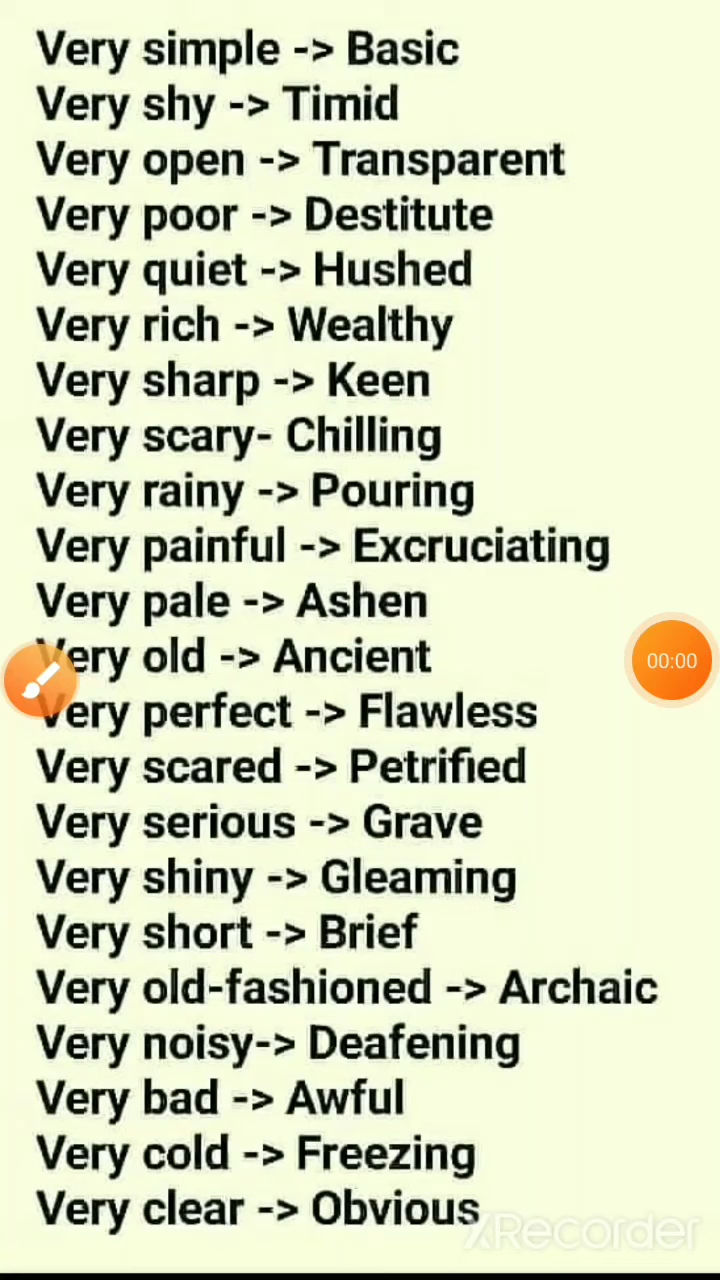 Very simple -> Basic
Very shy -> Timid
Very open -> Transparent
Very poor -> Destitute
Very quiet -> Hushed
Very rich -> Wealthy
Very sharp -> Keen
Very scary- Chilling
Very rainy -> Pouring
Very painful -> Excruciating
Very pale -> Ashen
Very old -> Ancient
00:00
Very perfect -> Flawless
Very scared -> Petrified
Very serious -> Grave
Very shiny -> Gleaming
Very short -> Brief
Very old-fashioned -> Archaic
Very noisy-> Deafening
Very bad -> Awful
Very cold -> Freezing
Very clear -> Obvious
XRecorder